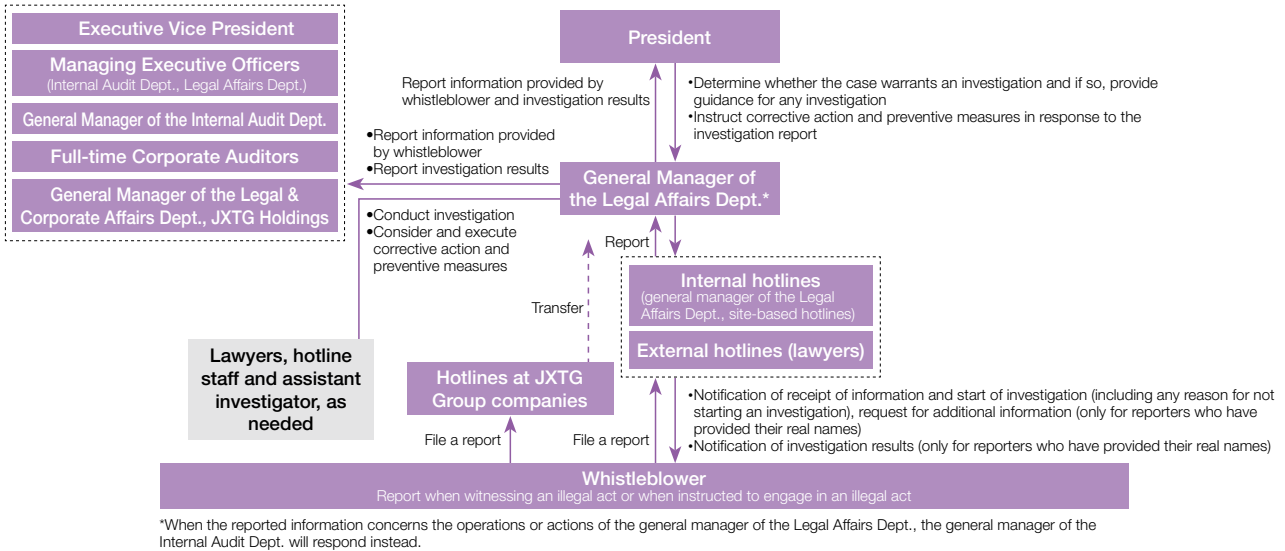 Executive Vice President
Managing Executive Officers
(Internal Audit Dept., Legal Affairs Dept.)
General Manager of the Internal Audit Dept.
Full-time Corporate Auditors
General Manager of the Legal &
Corporate Affairs Dept., JXTG Holdings
President
Report information provided by
whistleblower and investigation results
•Determine whether the case warrants an investigation and if so, provide
guidance for any investigation
•Instruct corrective action and preventive measures in response to the
investigation report
•Report information provided
by whistleblower
•Report investigation results
General Manager of
the Legal Affairs Dept.*
•Conduct investigation
•Consider and execute
corrective action and
preventive measures
Report
Transfer
Internal hotlines
(general manager of the Legal
Affairs Dept., site-based hotlines)
External hotlines (lawyers)
Lawyers, hotline
staff and assistant
investigator, as
needed
Hotlines at JXTG
Group companies
•Notification of receipt of information and start of investigation (including any reason for not
starting an investigation), request for additional information (only for reporters who have
provided their real names)
•Notification of investigation results (only for reporters who have provided their real names)
File a report
File a report
Whistleblower
Report when witnessing an illegal act or when instructed to engage in an illegal act
*When the reported information concerns the operations or actions of the general manager of the Legal Affairs Dept., the general manager of the
Internal Audit Dept. will respond instead.